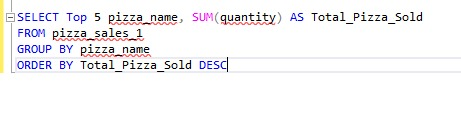 SELECT Top 5 pizza_name, SUM(quantity) AS Total_Pizza_Sold
FROM pizza_sales_1
GROUP BY pizza_name
ORDER BY Total_Pizza_Sold DESC